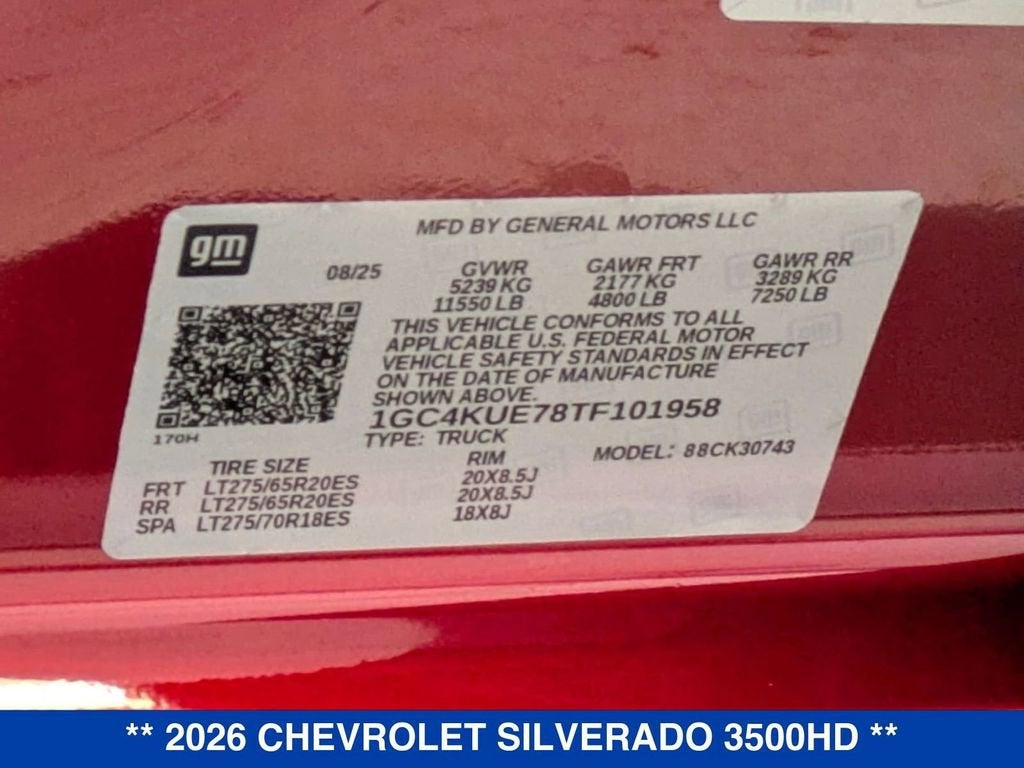 gm
MFD BY GENERAL MOTORS LLC
08/25 GVWR GAWR FRT GAWR RR
5239 KG 2177 KG 3289 KG
11550 LB 4800 LB 7250 LB
THIS VEHICLE CONFORMS TO ALL
APPLICABLE U.S. FEDERAL MOTOR
VEHICLE SAFETY STANDARDS IN EFFECT
ON THE DATE OF MANUFACTURE
SHOWN ABOVE.
1GC4KUE78TF101958
170H
TYPE: TRUCK
MODEL: 88CK30743
TIRE SIZE RIM
FRT LT275/65R20ES 20X8.5J
RR LT275/65R20ES 20X8.5J
SPA LT275/70R18ES 18X8J
** 2026 CHEVROLET SILVERADO 3500HD **